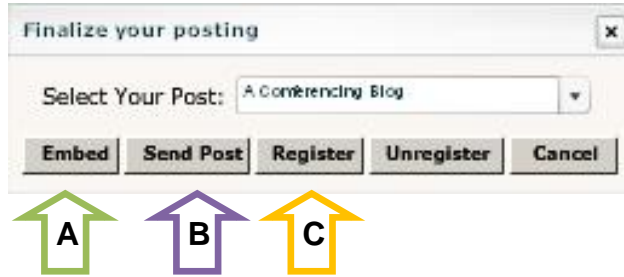 Finalize your posting x
Select Your Post: A Conferencing Blog
Embed Send Post Register Unregister Cancel
A B C